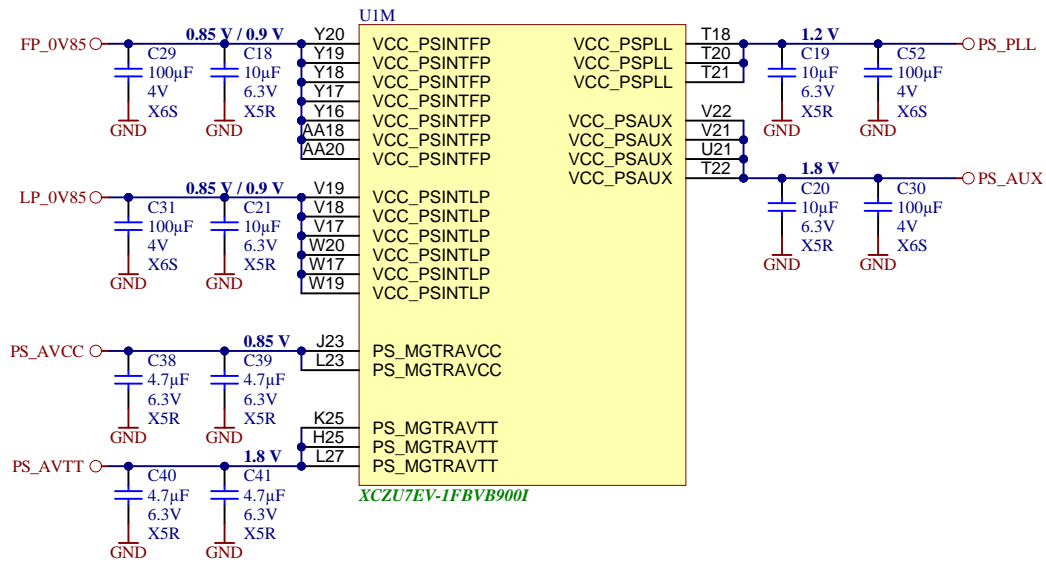 U1M
FP_0V85
0.85 V / 0.9 V
C29
100µF
4V
X6S
GND
C18
10µF
6.3V
X5R
GND
Y20 VCC_PSINTFP
Y19 VCC_PSINTFP
Y18 VCC_PSINTFP
Y17 VCC_PSINTFP
Y16 VCC_PSINTFP
AA18 VCC_PSINTFP
AA20 VCC_PSINTFP
LP_0V85
0.85 V / 0.9 V
C31
100µF
4V
X6S
GND
C21
10µF
6.3V
X5R
GND
V19 VCC_PSINTLP
V18 VCC_PSINTLP
V17 VCC_PSINTLP
W20 VCC_PSINTLP
W17 VCC_PSINTLP
W19 VCC_PSINTLP
PS_AVCC
0.85 V
C38
4.7µF
6.3V
X5R
GND
C39
4.7µF
6.3V
X5R
GND
J23 PS_MGTRAVCC
L23 PS_MGTRAVCC
PS_AVTT
1.8 V
C40
4.7µF
6.3V
X5R
GND
C41
4.7µF
6.3V
X5R
GND
K25 PS_MGTRAVTT
H25 PS_MGTRAVTT
L27 PS_MGTRAVTT
VCC_PSPLL T18
VCC_PSPLL T20
VCC_PSPLL T21
1.2 V
PS_PLL
C19
10µF
6.3V
X5R
GND
C52
100µF
4V
X6S
GND
VCC_PSAUX V22
VCC_PSAUX V21
VCC_PSAUX U21
VCC_PSAUX T22
1.8 V
PS_AUX
C20
10µF
6.3V
X5R
GND
C30
100µF
4V
X6S
GND
XCZU7EV-1FBVB900I